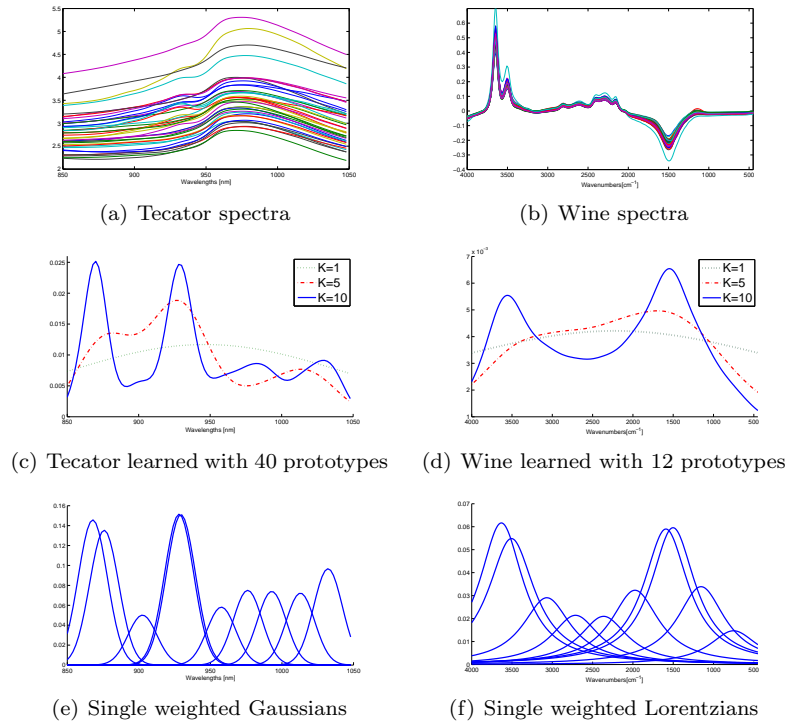 5.5
5
4.5
4
3.5
3
2.5
2
850 900 950 1000 1050
Wavelengths [nm]
(a) Tecator spectra
0.6
0.5
0.4
0.3
0.2
0.1
0
−0.1
−0.2
−0.3
−0.4
4000 3500 3000 2500 2000 1500 1000 500
Wavenumbers[cm⁻¹]
(b) Wine spectra
0.025
0.02
0.015
0.01
0.005
0
850 900 950 1000 1050
Wavelengths [nm]
K=1
K=5
K=10
(c) Tecator learned with 40 prototypes
x 10⁻³
7
6
5
4
3
2
1
4000 3500 3000 2500 2000 1500 1000 500
Wavenumbers[cm⁻¹]
K=1
K=5
K=10
(d) Wine learned with 12 prototypes
0.16
0.14
0.12
0.1
0.08
0.06
0.04
0.02
0
850 900 950 1000 1050
Wavelengths [nm]
(e) Single weighted Gaussians
0.07
0.06
0.05
0.04
0.03
0.02
0.01
0
4000 3500 3000 2500 2000 1500 1000 500
Wavenumbers[cm⁻¹]
(f) Single weighted Lorentzians